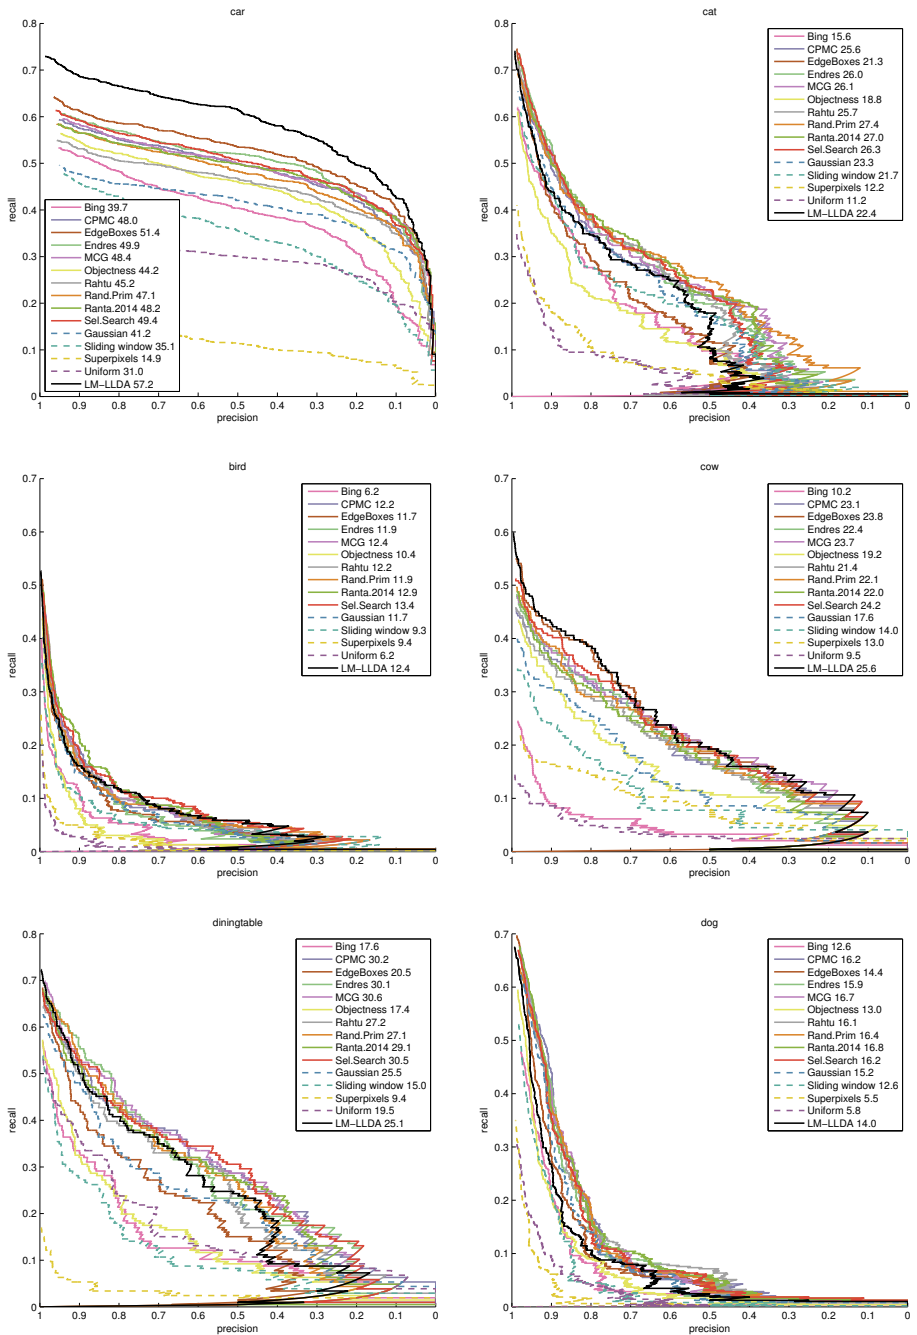 car
0.8
0.7
0.6
0.5
0.4
0.3
0.2
0.1
0
recall
Bing 39.7
CPMC 48.0
EdgeBoxes 51.4
Endres 49.9
MCG 48.4
Objectness 44.2
Rahtu 45.2
Rand.Prim 47.1
Ranta.2014 48.2
Sel.Search 49.4
Gaussian 41.2
Sliding window 35.1
Superpixels 14.9
Uniform 31.0
LM-LLDA 57.2
1 0.9 0.8 0.7 0.6 0.5 0.4 0.3 0.2 0.1 0
precision
cat
0.8
0.7
0.6
0.5
0.4
0.3
0.2
0.1
0
recall
Bing 15.6
CPMC 25.6
EdgeBoxes 21.3
Endres 26.0
MCG 26.1
Objectness 18.8
Rahtu 25.7
Rand.Prim 27.4
Ranta.2014 27.0
Sel.Search 26.3
Gaussian 23.3
Sliding window 21.7
Superpixels 12.2
Uniform 11.2
LM-LLDA 22.4
1 0.9 0.8 0.7 0.6 0.5 0.4 0.3 0.2 0.1 0
precision
bird
0.7
0.6
0.5
0.4
0.3
0.2
0.1
0
recall
Bing 6.2
CPMC 12.2
EdgeBoxes 11.7
Endres 11.9
MCG 12.4
Objectness 10.4
Rahtu 12.2
Rand.Prim 11.9
Ranta.2014 12.9
Sel.Search 13.4
Gaussian 11.7
Sliding window 9.3
Superpixels 9.4
Uniform 6.2
LM-LLDA 12.4
1 0.9 0.8 0.7 0.6 0.5 0.4 0.3 0.2 0.1 0
precision
cow
0.7
0.6
0.5
0.4
0.3
0.2
0.1
0
recall
Bing 10.2
CPMC 23.1
EdgeBoxes 23.8
Endres 22.4
MCG 23.7
Objectness 19.2
Rahtu 21.4
Rand.Prim 22.1
Ranta.2014 22.0
Sel.Search 24.2
Gaussian 17.6
Sliding window 14.0
Superpixels 13.0
Uniform 9.5
LM-LLDA 25.6
1 0.9 0.8 0.7 0.6 0.5 0.4 0.3 0.2 0.1 0
precision
diningtable
0.8
0.7
0.6
0.5
0.4
0.3
0.2
0.1
0
recall
Bing 17.6
CPMC 30.2
EdgeBoxes 20.5
Endres 30.1
MCG 30.6
Objectness 17.4
Rahtu 27.2
Rand.Prim 27.1
Ranta.2014 29.1
Sel.Search 30.5
Gaussian 25.5
Sliding window 15.0
Superpixels 9.4
Uniform 19.5
LM-LLDA 25.1
1 0.9 0.8 0.7 0.6 0.5 0.4 0.3 0.2 0.1 0
precision
dog
0.7
0.6
0.5
0.4
0.3
0.2
0.1
0
recall
Bing 12.6
CPMC 16.2
EdgeBoxes 14.4
Endres 15.9
MCG 16.7
Objectness 13.0
Rahtu 16.1
Rand.Prim 16.4
Ranta.2014 16.8
Sel.Search 16.2
Gaussian 15.2
Sliding window 12.6
Superpixels 5.5
Uniform 5.8
LM-LLDA 14.0
1 0.9 0.8 0.7 0.6 0.5 0.4 0.3 0.2 0.1 0
precision